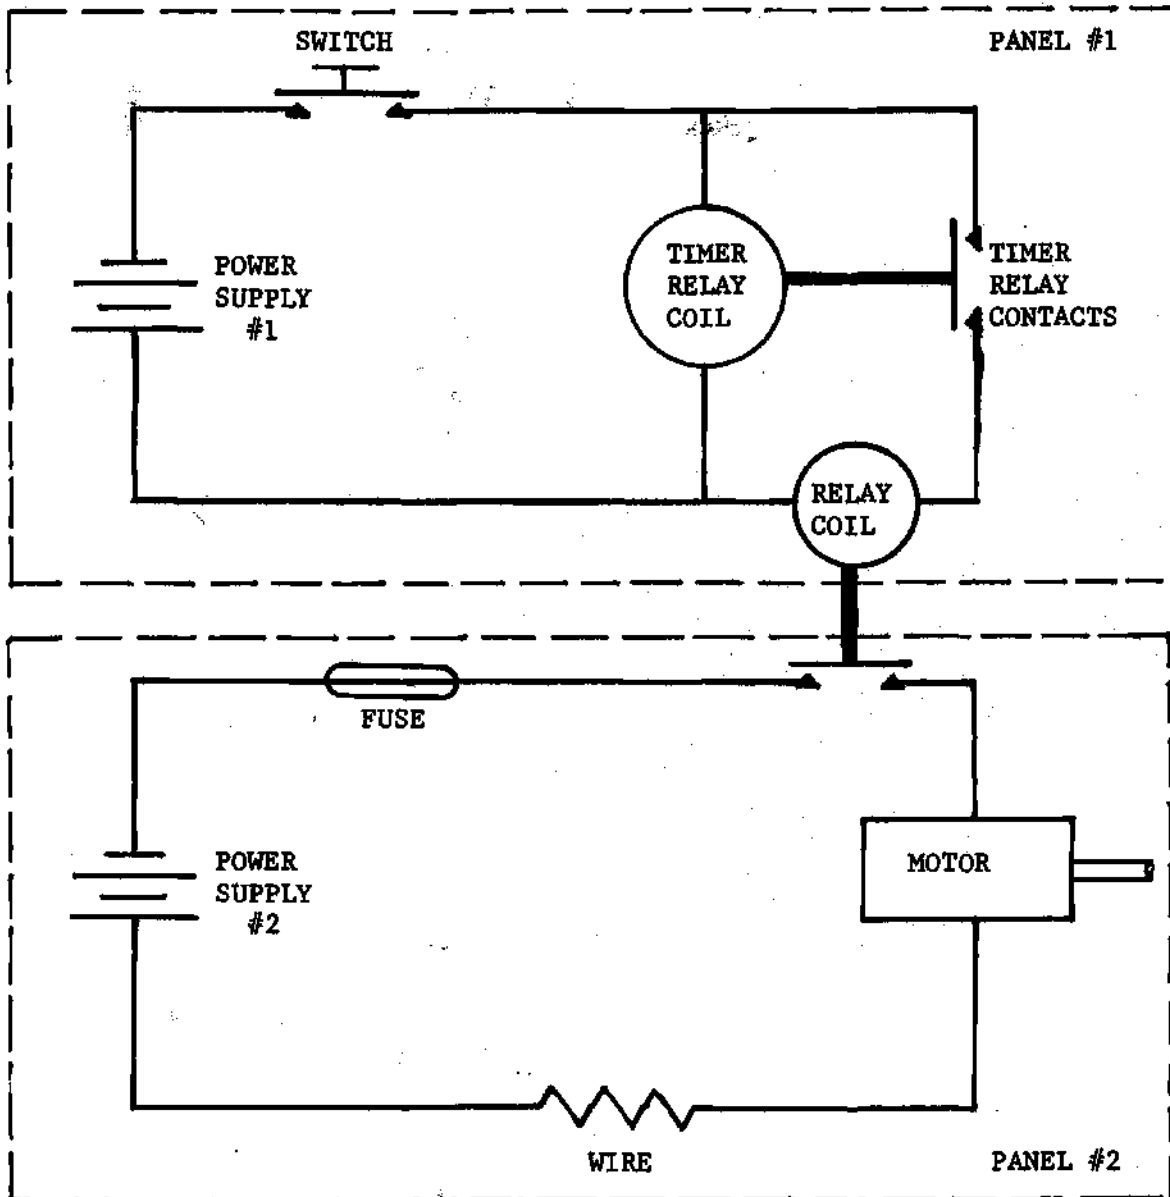 SWITCH
PANEL #1
POWER
SUPPLY
#1
TIMER
RELAY
COIL
TIMER
RELAY
CONTACTS
RELAY
COIL
FUSE
POWER
SUPPLY
#2
MOTOR
WIRE
PANEL #2